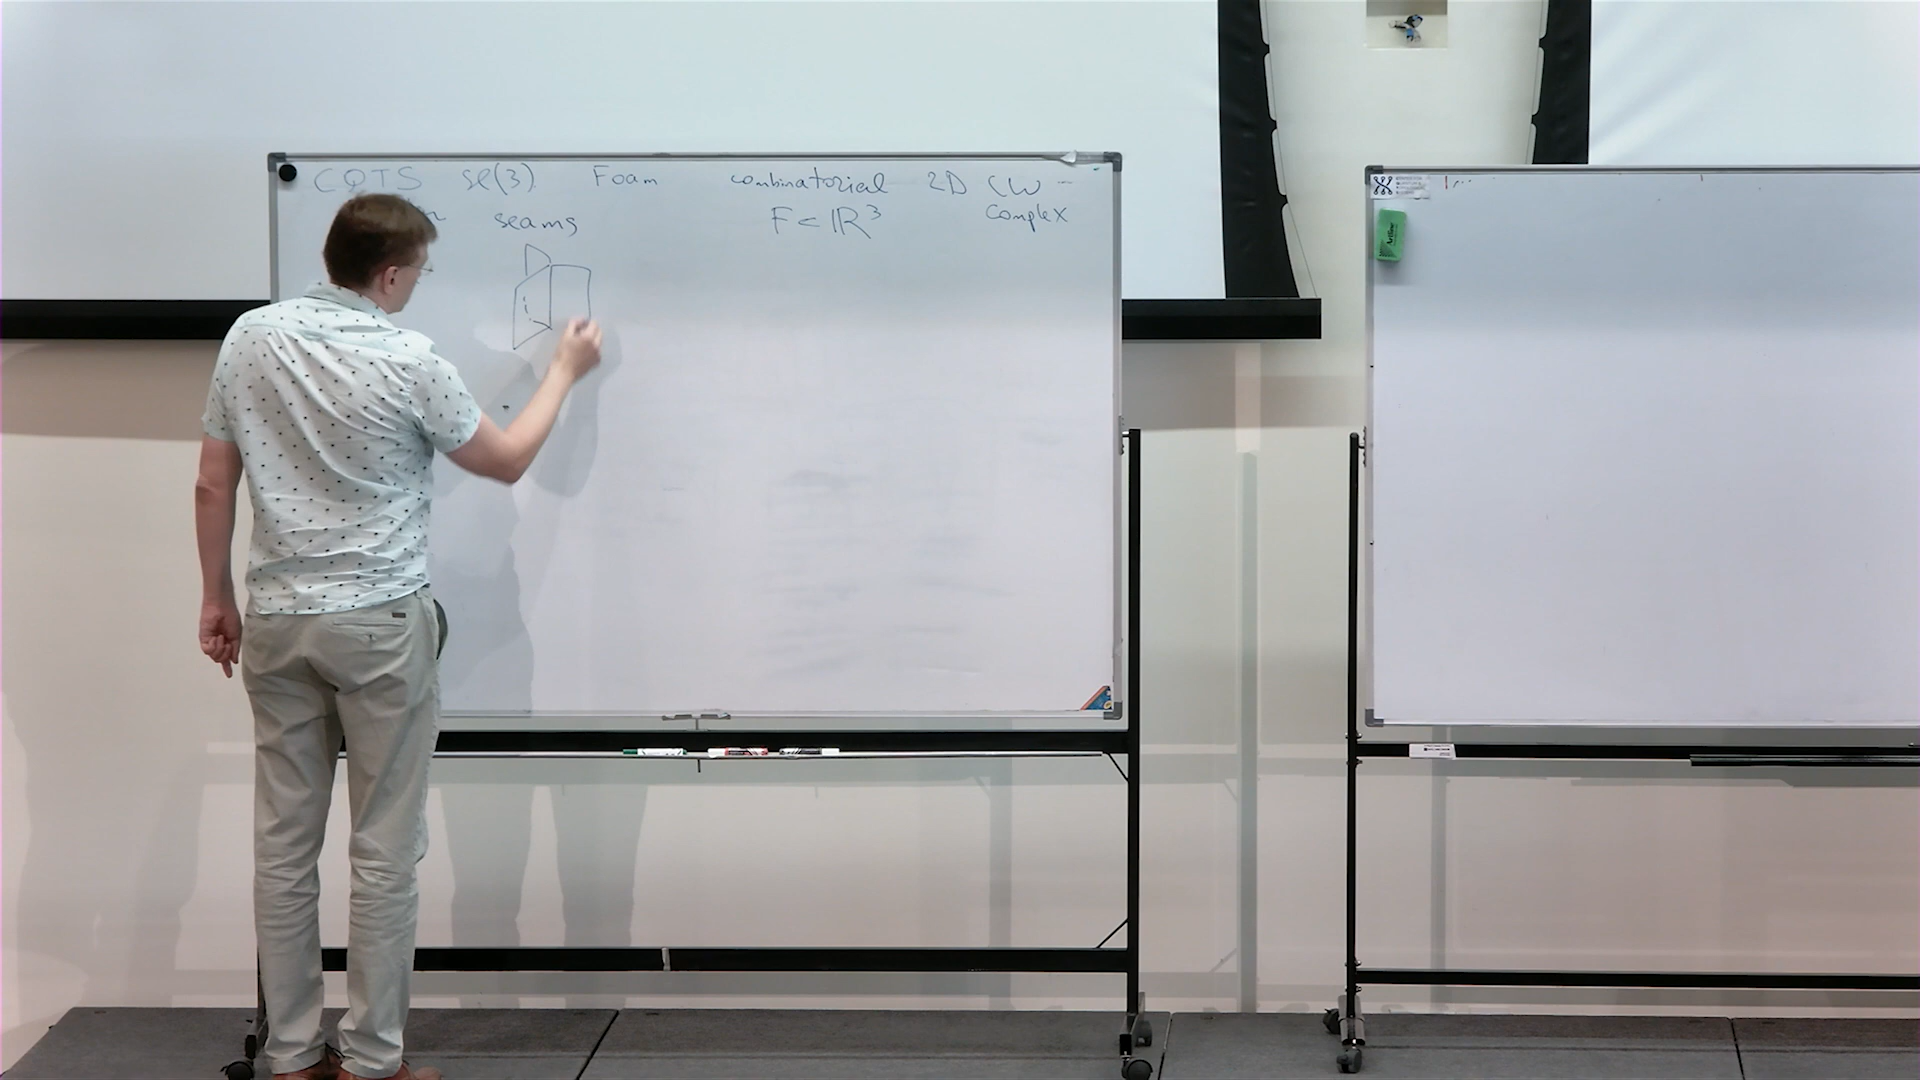 CQTS sl(3) Foam combinatorial 2D CW-
seams F ⊂ ℝ³ complex